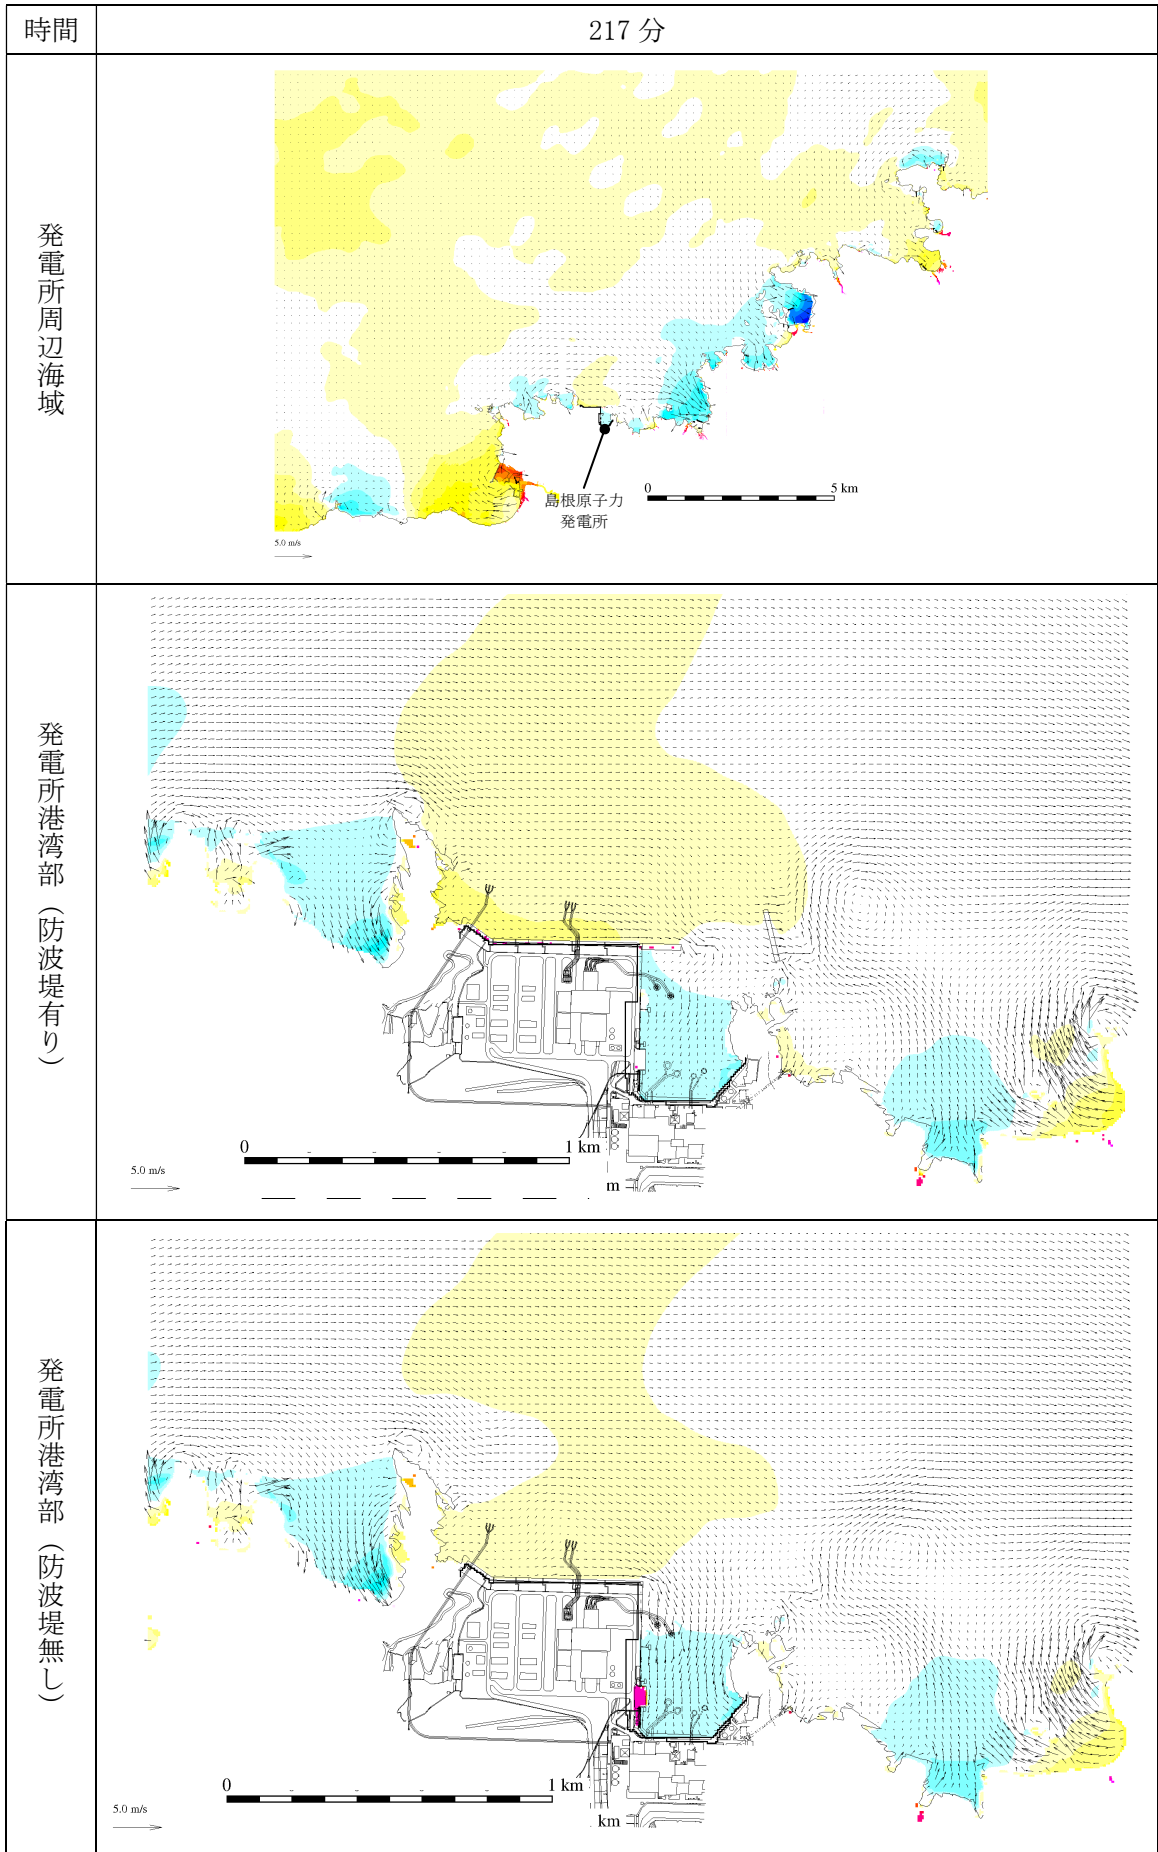 時間
217 分
発電所周辺海域
島根原子力
発電所
0
5 km
5.0 m/s
発電所港湾部（防波堤有り）
0
1 km
5.0 m/s
m
発電所港湾部（防波堤無し）
0
1 km
5.0 m/s
km